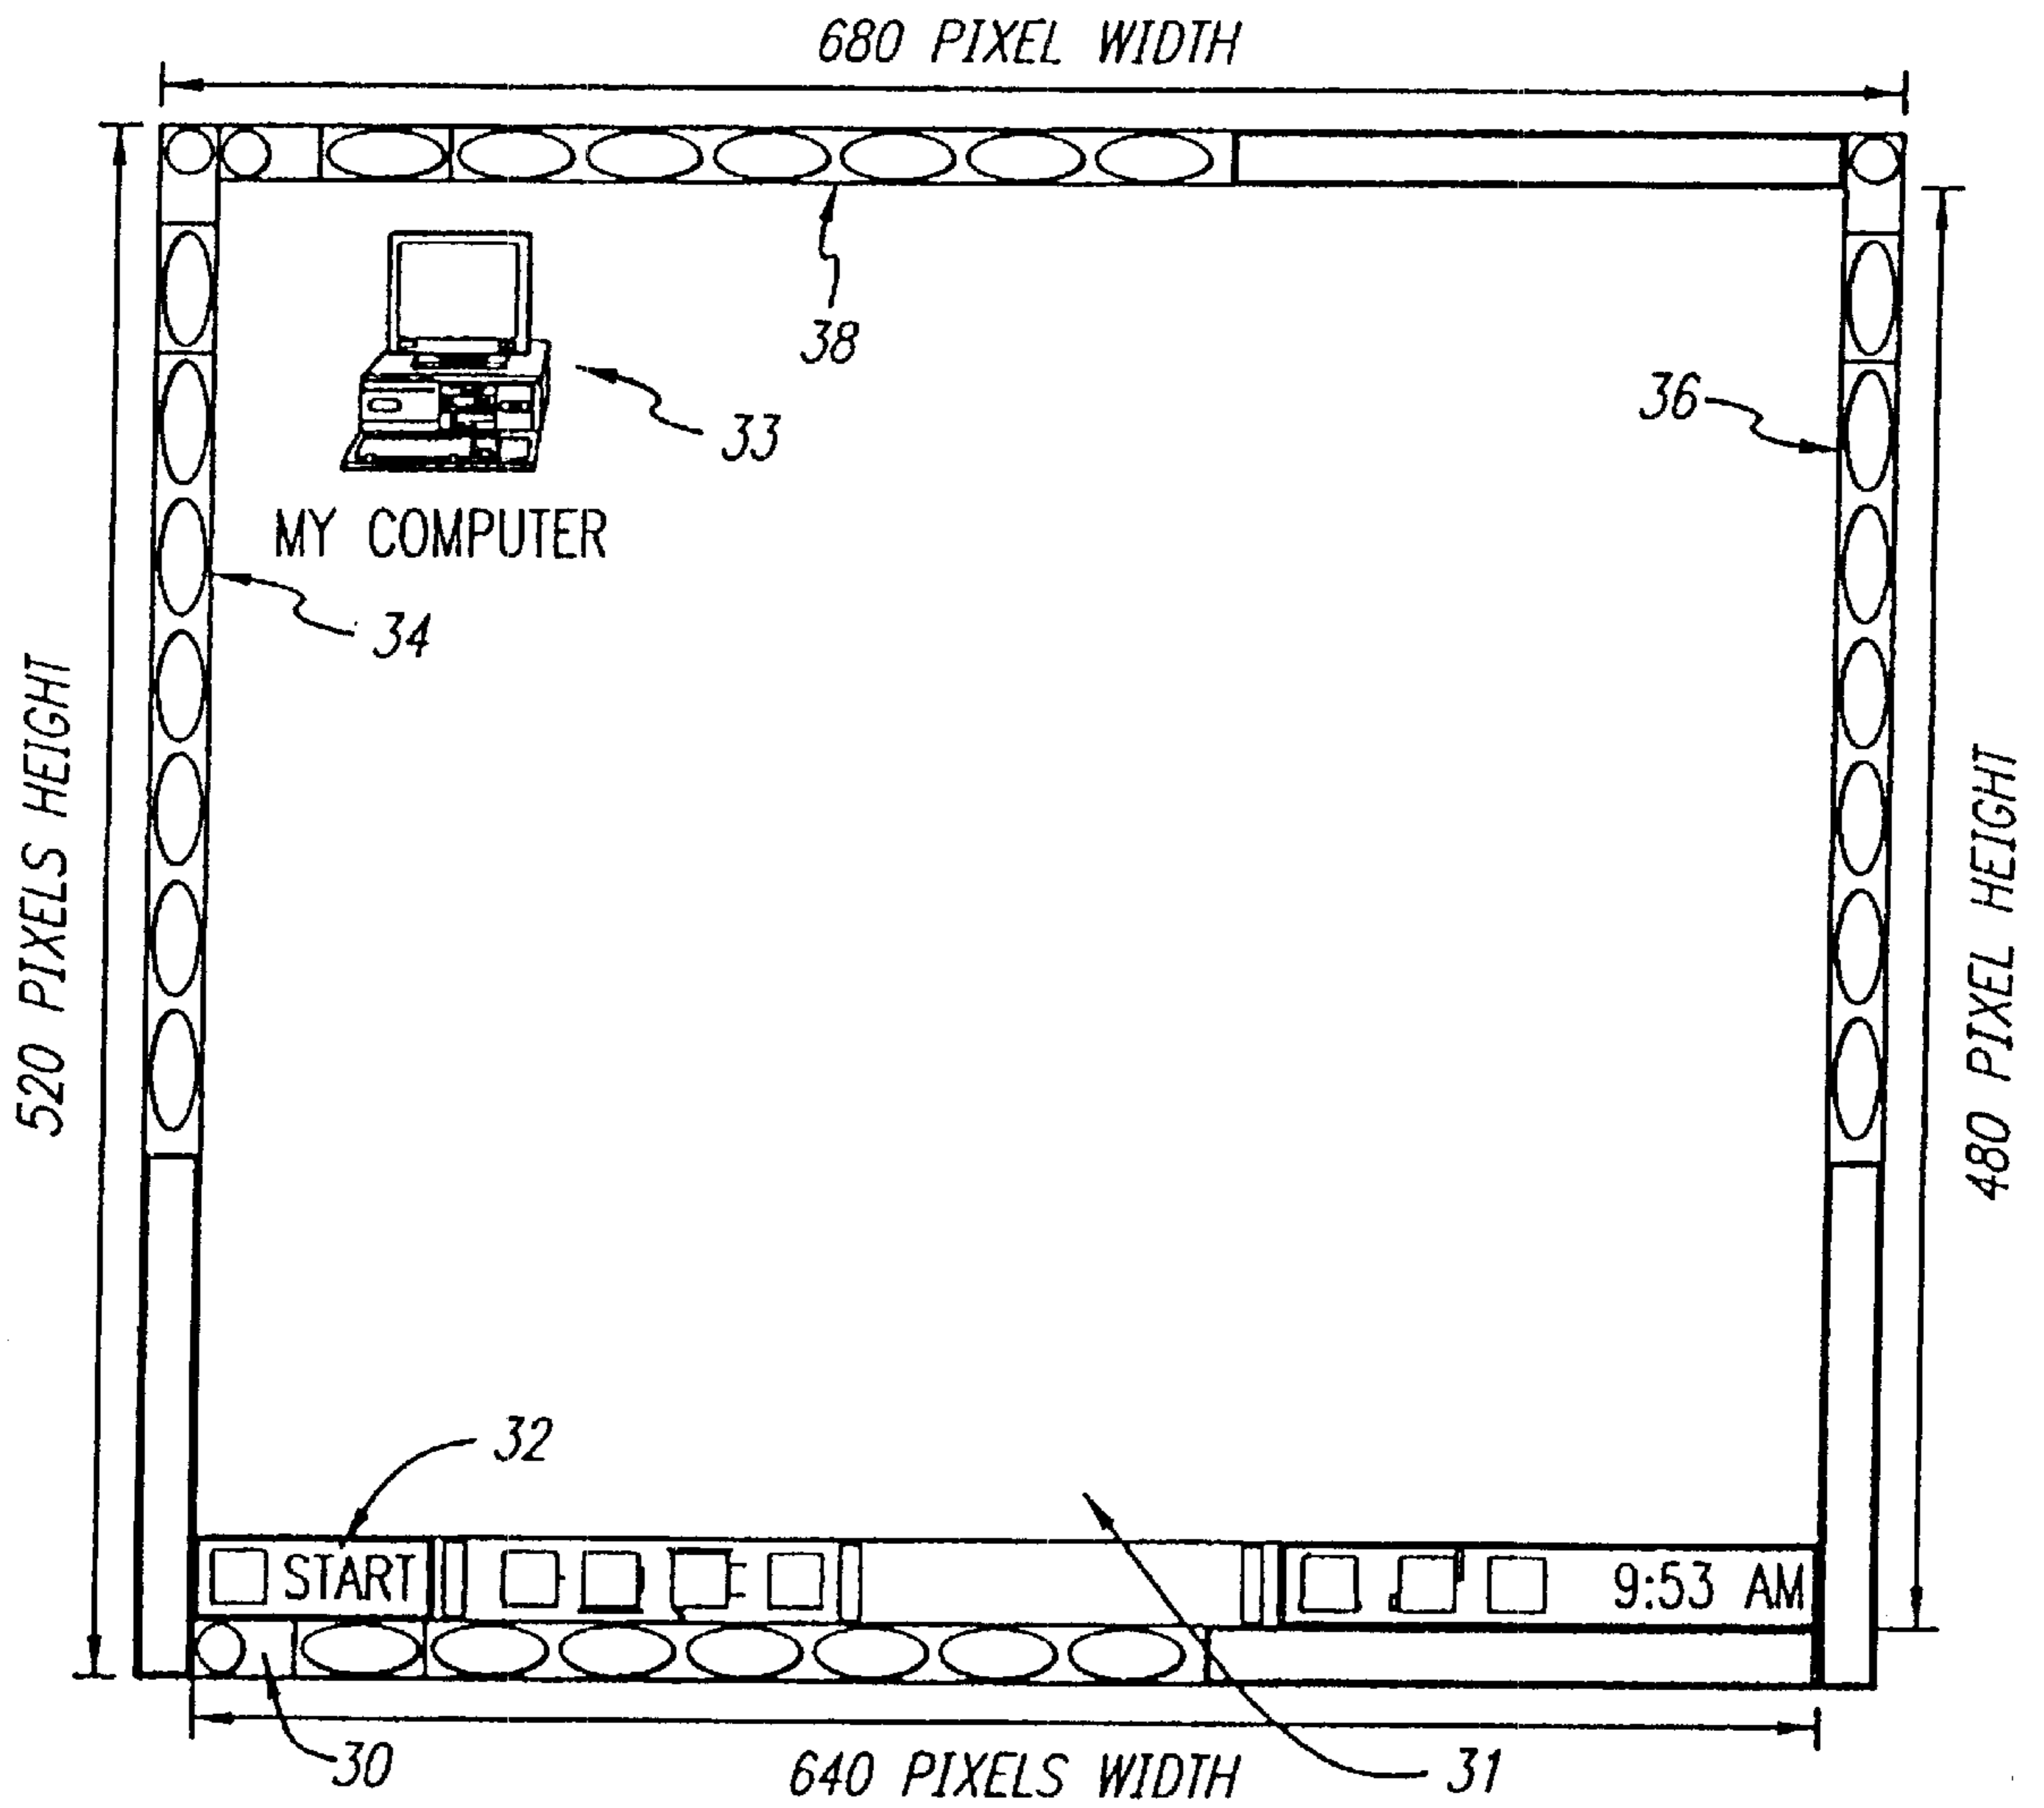 680 PIXEL WIDTH
38
33
36
MY COMPUTER
34
520 PIXELS HEIGHT
480 PIXEL HEIGHT
32
START
9:53 AM
30
640 PIXELS WIDTH
31